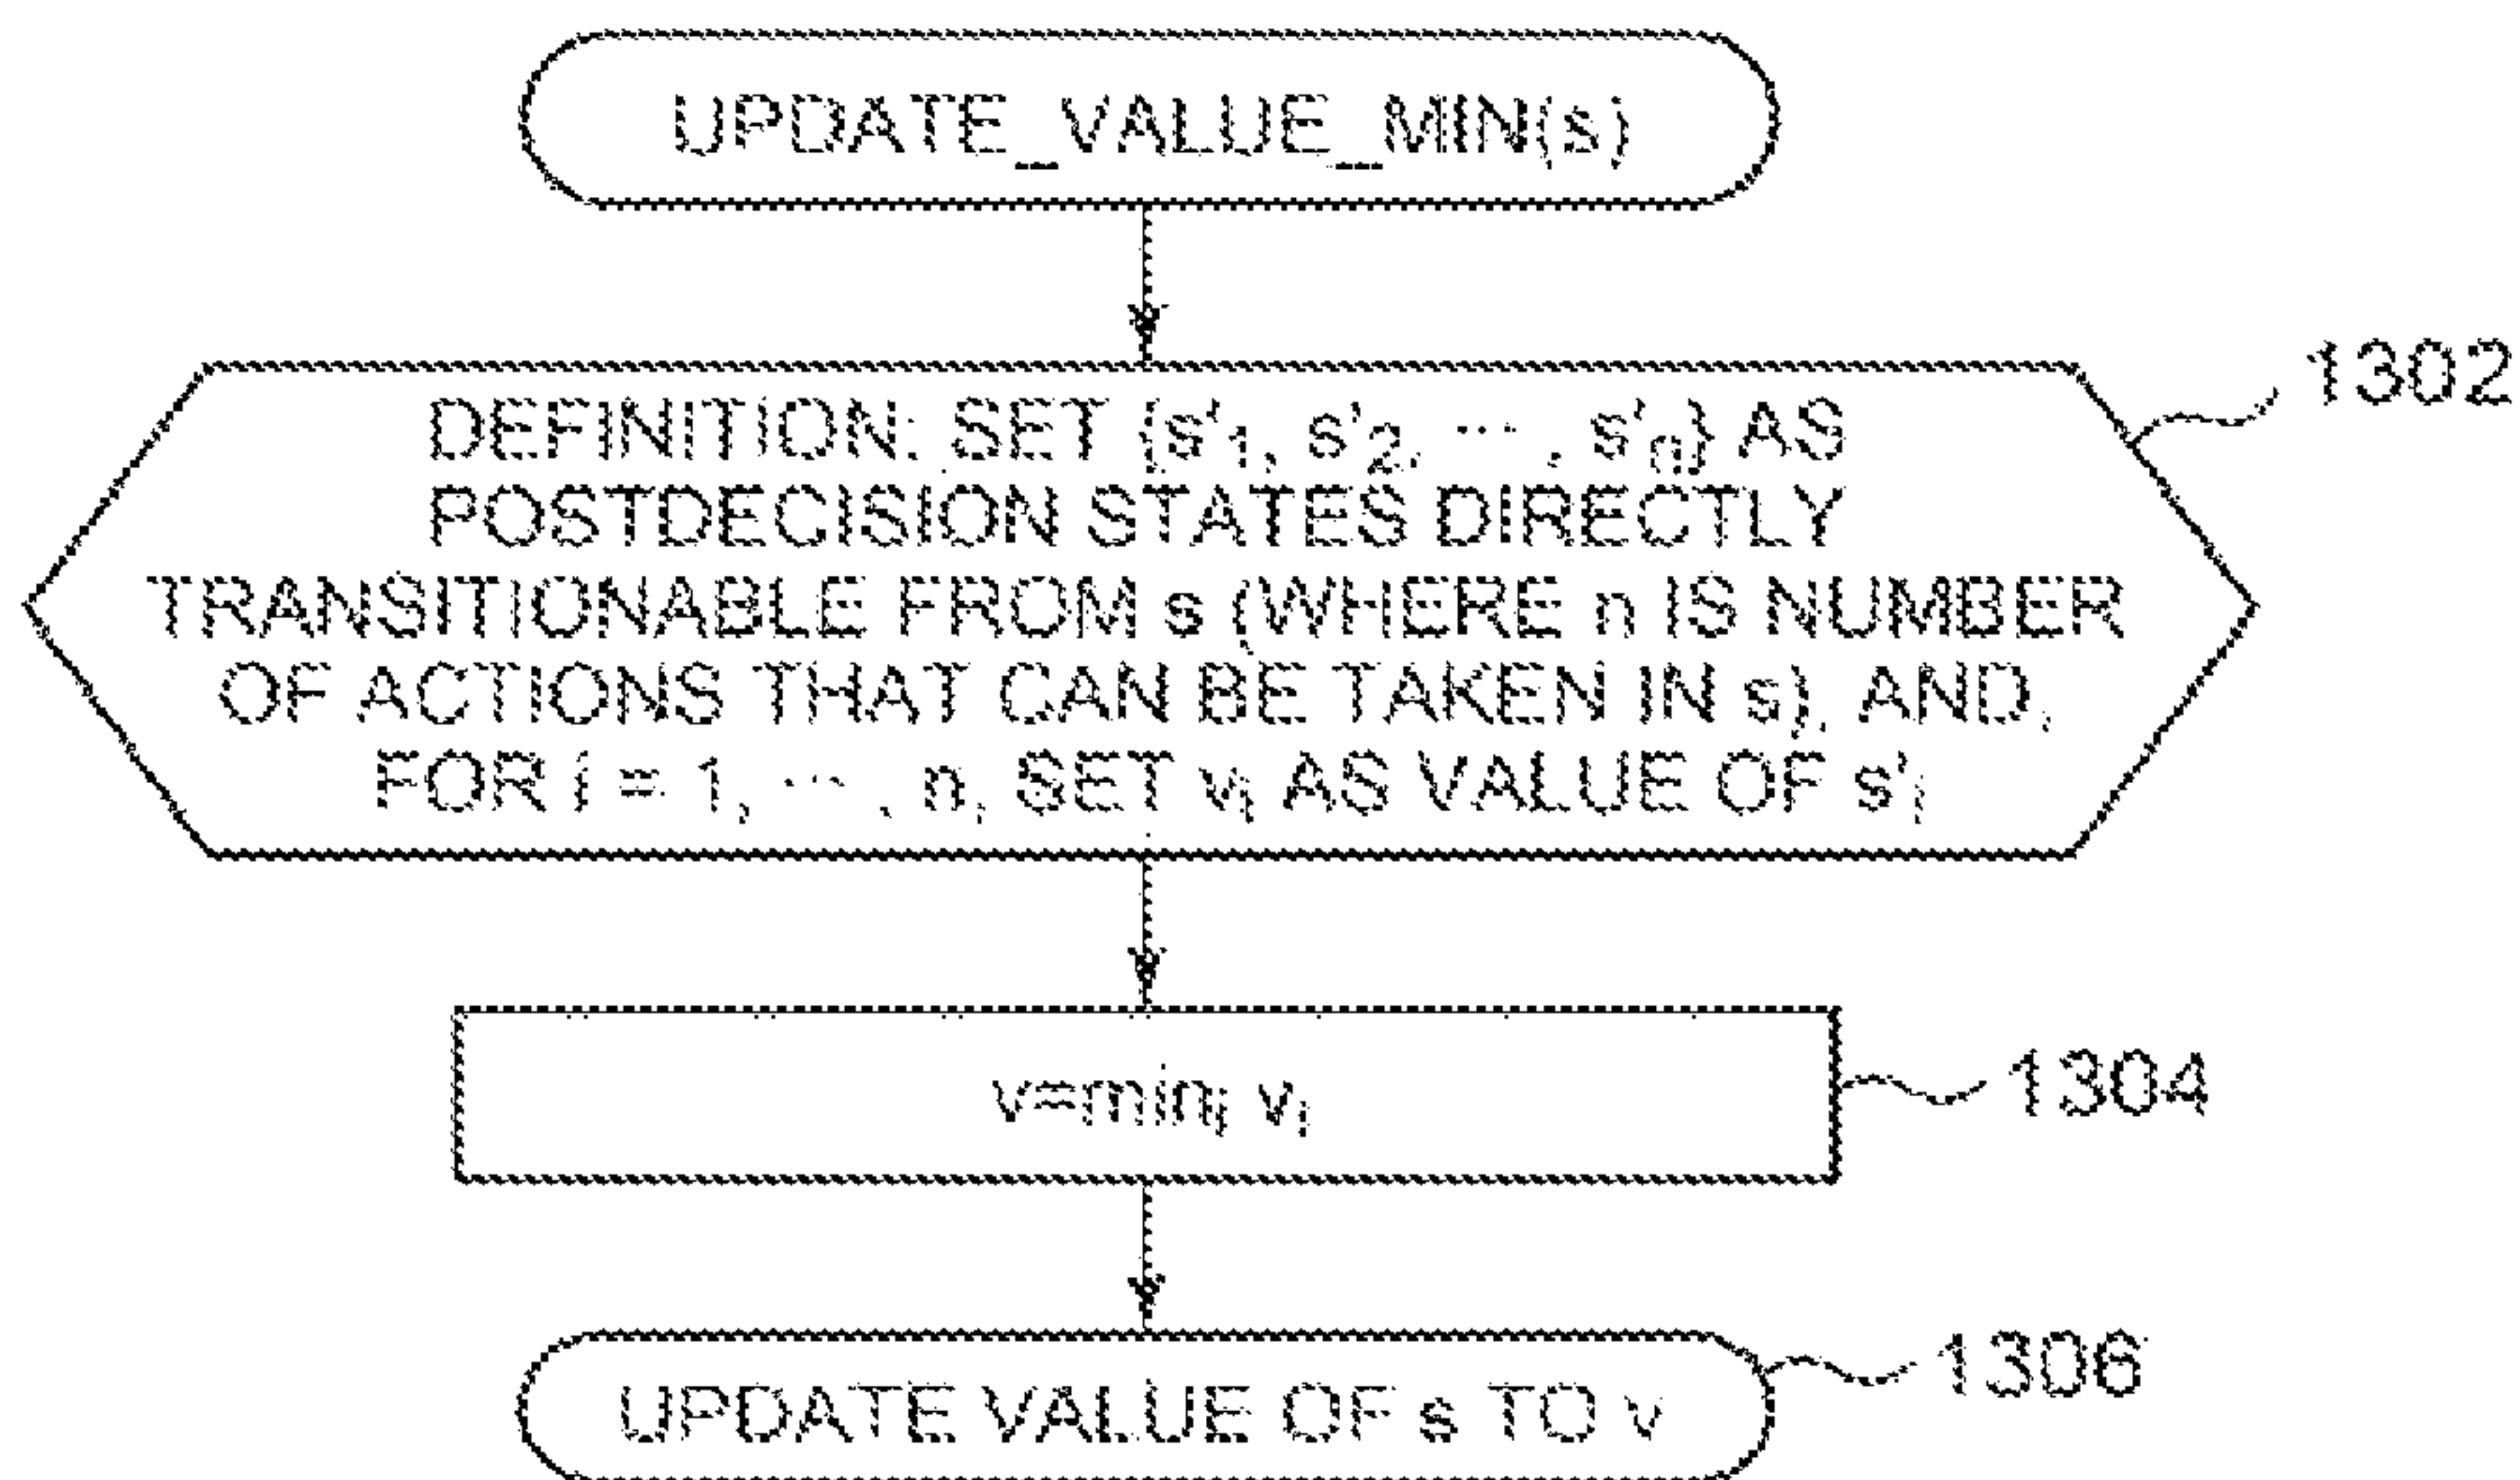 UPDATE_VALUE_MIN(s)
1302
DEFINITION: SET {s'₁, s'₂, ⋯ , s'ₙ} AS
POSTDECISION STATES DIRECTLY
TRANSITIONABLE FROM s (WHERE n IS NUMBER
OF ACTIONS THAT CAN BE TAKEN IN s), AND,
FOR i = 1, ⋯ , n, SET vᵢ AS VALUE OF s'ᵢ
v=minᵢ vᵢ
1304
1306
UPDATE VALUE OF s TO v